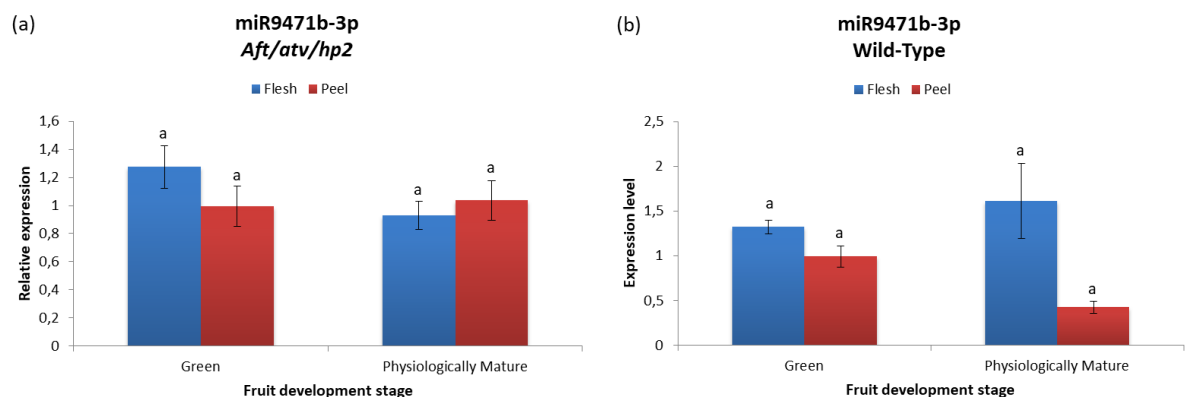 (a)
miR9471b-3p
Aft/atv/hp2
Flesh Peel
Relative expression
1,6
1,4
1,2
1
0,8
0,6
0,4
0,2
0
a
a
a
a
Green Physiologically Mature
Fruit development stage
(b)
miR9471b-3p
Wild-Type
Flesh Peel
Expression level
2,5
2
1,5
1
0,5
0
a
a
a
a
Green Physiologically Mature
Fruit development stage